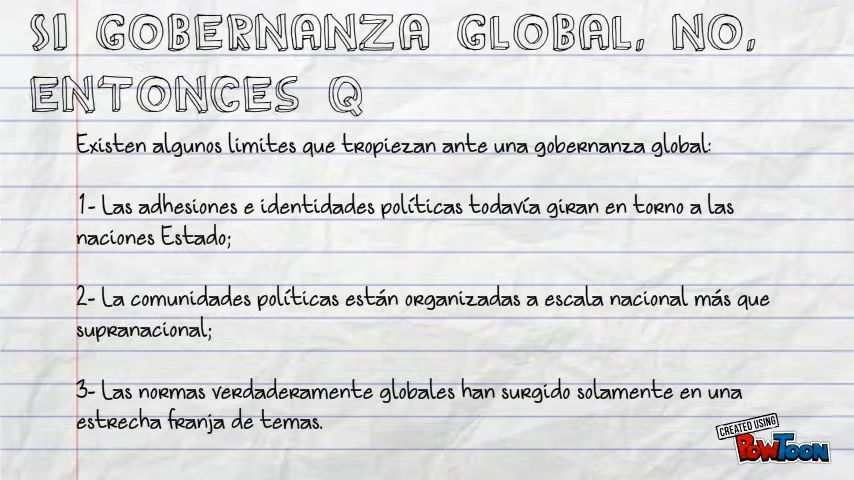 SI GOBERNANZA GLOBAL, NO,
ENTONCES Q
Existen algunos limites que tropiezan ante una gobernanza global:
1- Las adhesiones e identidades políticas todavía giran en torno a las
naciones Estado;
2- La comunidades políticas están organizadas a escala nacional más que
supranacional;
3- Las normas verdaderamente globales han surgido solamente en una
estrecha franja de temas.
CREATED USING
POWTOON